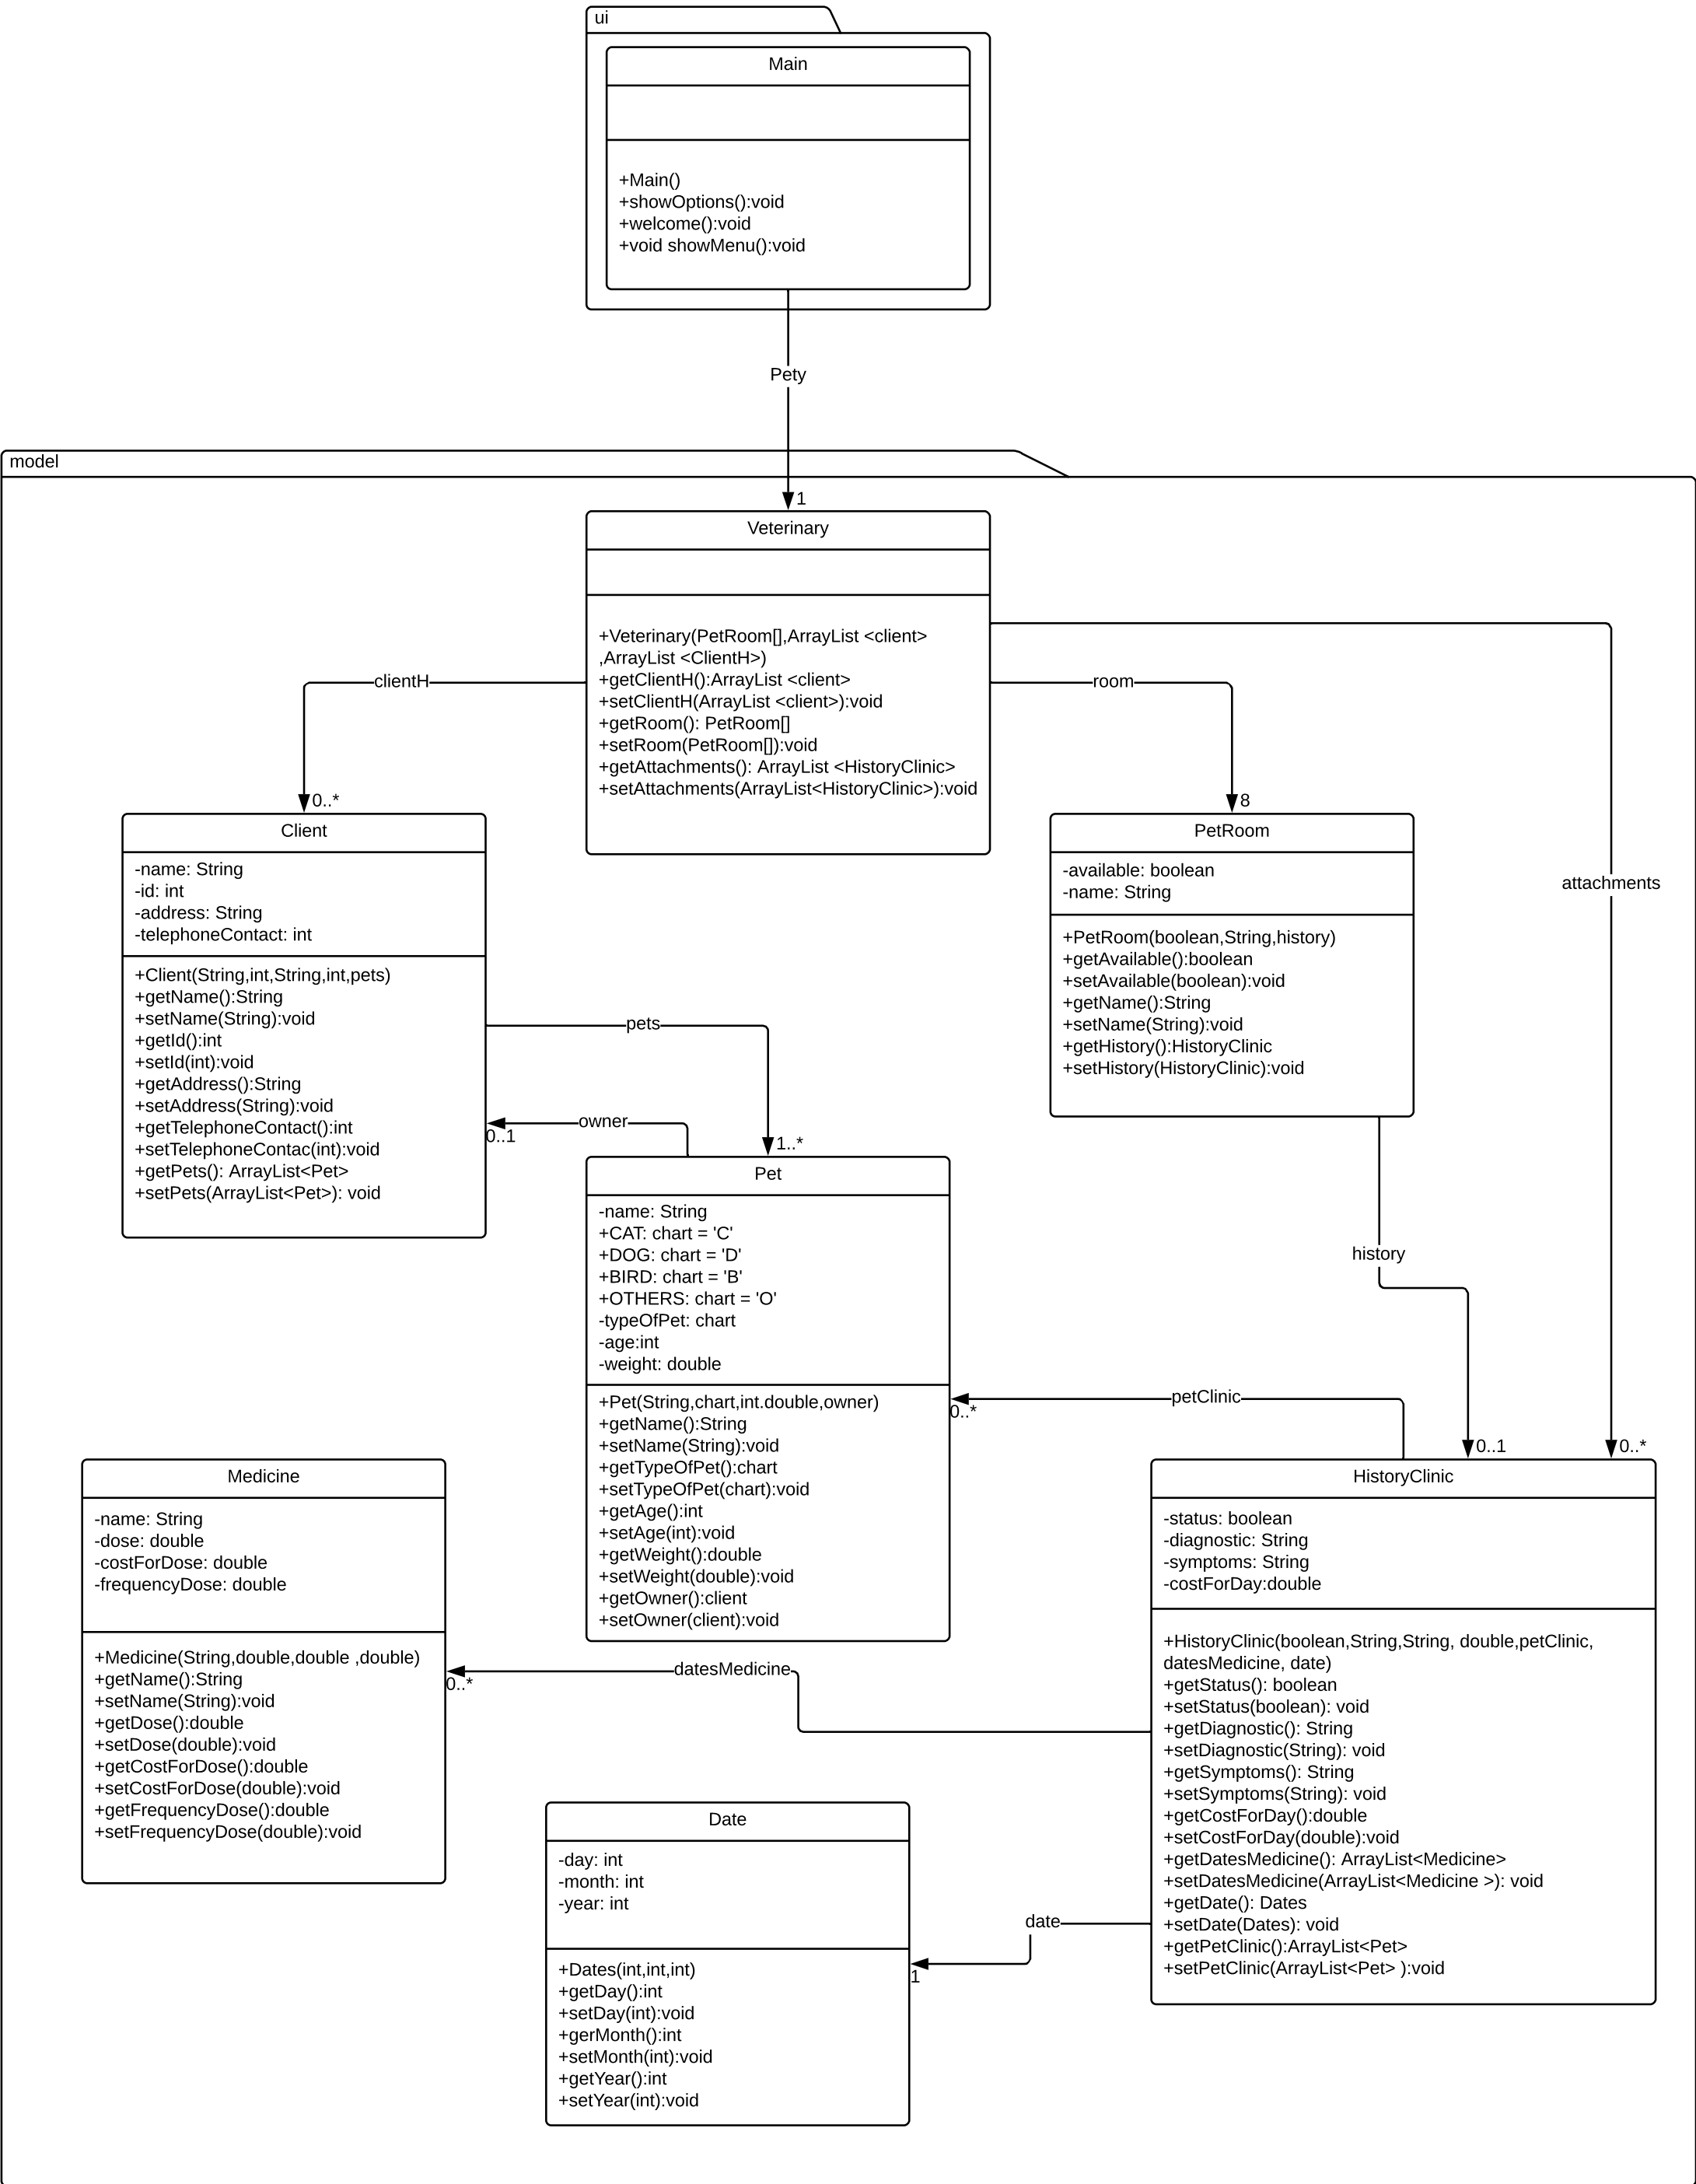 ui
Main
+Main()
+showOptions():void
+welcome():void
+void showMenu():void
Pety
model
1
Veterinary
+Veterinary(PetRoom[],ArrayList <client>
,ArrayList <ClientH>)
+getClientH():ArrayList <client>
+setClientH(ArrayList <client>):void
+getRoom(): PetRoom[]
+setRoom(PetRoom[]):void
+getAttachments(): ArrayList <HistoryClinic>
+setAttachments(ArrayList<HistoryClinic>):void
clientH
room
attachments
0..*
8
Client
-name: String
-id: int
-address: String
-telephoneContact: int
+Client(String,int,String,int,pets)
+getName():String
+setName(String):void
+getId():int
+setId(int):void
+getAddress():String
+setAddress(String):void
+getTelephoneContact():int
+setTelephoneContac(int):void
+getPets(): ArrayList<Pet>
+setPets(ArrayList<Pet>): void
PetRoom
-available: boolean
-name: String
+PetRoom(boolean,String,history)
+getAvailable():boolean
+setAvailable(boolean):void
+getName():String
+setName(String):void
+getHistory():HistoryClinic
+setHistory(HistoryClinic):void
pets
owner
0..1
1..*
Pet
-name: String
+CAT: chart = 'C'
+DOG: chart = 'D'
+BIRD: chart = 'B'
+OTHERS: chart = 'O'
-typeOfPet: chart
-age:int
-weight: double
+Pet(String,chart,int.double,owner)
+getName():String
+setName(String):void
+getTypeOfPet():chart
+setTypeOfPet(chart):void
+getAge():int
+setAge(int):void
+getWeight():double
+setWeight(double):void
+getOwner():client
+setOwner(client):void
history
petClinic
0..*
0..1
0..*
Medicine
-name: String
-dose: double
-costForDose: double
-frequencyDose: double
+Medicine(String,double,double ,double)
+getName():String
+setName(String):void
+getDose():double
+setDose(double):void
+getCostForDose():double
+setCostForDose(double):void
+getFrequencyDose():double
+setFrequencyDose(double):void
HistoryClinic
-status: boolean
-diagnostic: String
-symptoms: String
-costForDay:double
+HistoryClinic(boolean,String,String, double,petClinic,
datesMedicine, date)
+getStatus(): boolean
+setStatus(boolean): void
+getDiagnostic(): String
+setDiagnostic(String): void
+getSymptoms(): String
+setSymptoms(String): void
+getCostForDay():double
+setCostForDay(double):void
+getDatesMedicine(): ArrayList<Medicine>
+setDatesMedicine(ArrayList<Medicine >): void
+getDate(): Dates
+setDate(Dates): void
+getPetClinic():ArrayList<Pet>
+setPetClinic(ArrayList<Pet> ):void
datesMedicine
0..*
Date
-day: int
-month: int
-year: int
+Dates(int,int,int)
+getDay():int
+setDay(int):void
+gerMonth():int
+setMonth(int):void
+getYear():int
+setYear(int):void
date
1